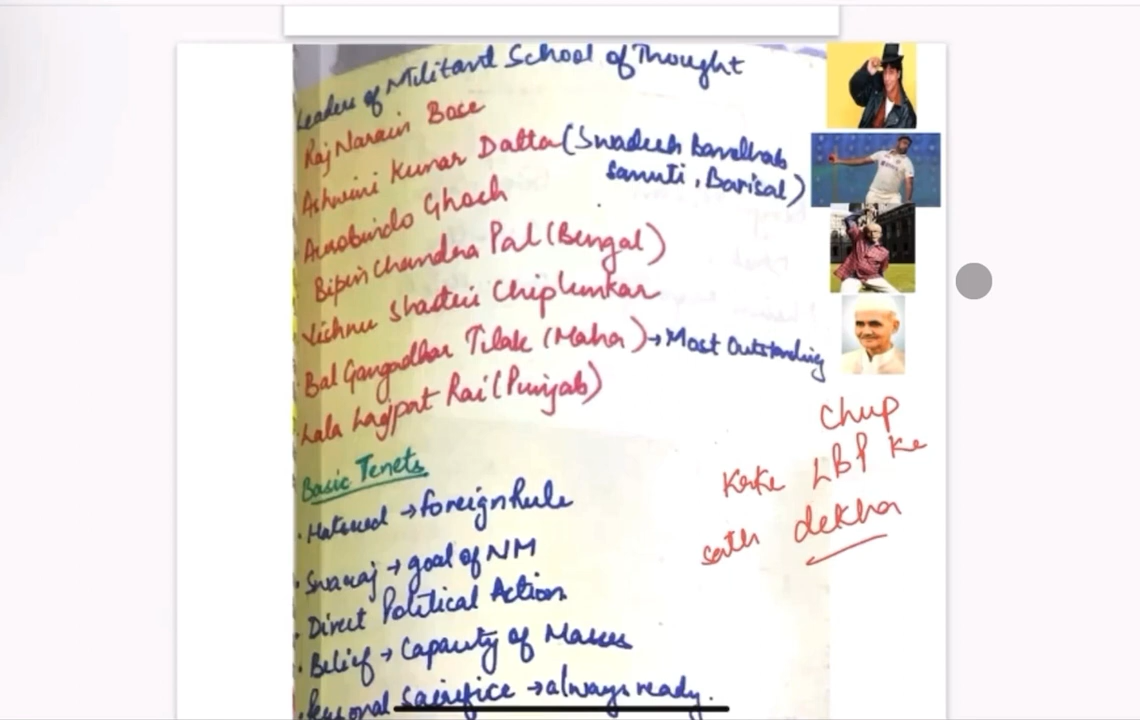 Leaders of Militant School of Thought
Raj Narain Bose
Ashwini Kumar Datta (Swadesh Bandhab
Samiti, Barisal)
Aurobindo Ghosh
Bipin Chandra Pal (Bengal)
Vishnu Shastri Chiplunkar
Bal Gangadhar Tilak (Maha) → Most Outstanding
Lala Lajpat Rai (Punjab)
Chup
Karke LBP ke
sath dekha
Basic Tenets
· Hatered → foreign Rule
· Swaraj → goal of NM
· Direct Political Action
· Belief → Capacity of Masses
· Personal Sacrifice → always ready.